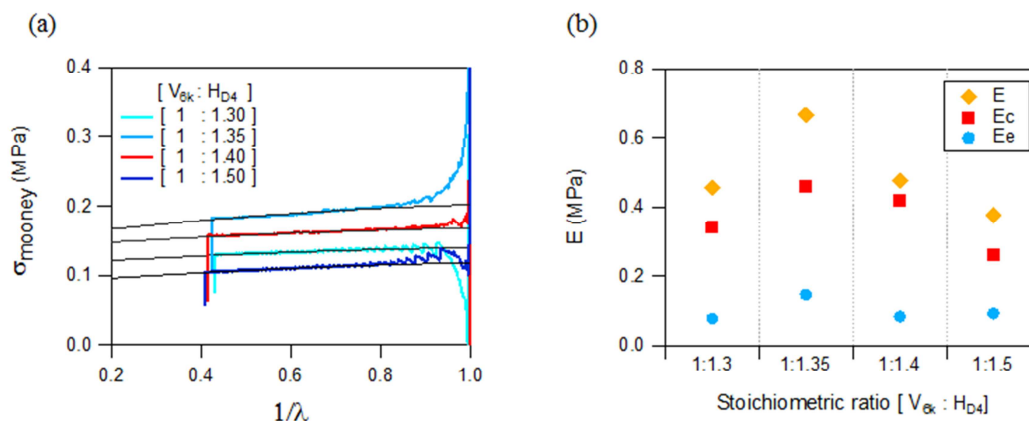 (a)
σmooney (MPa)
0.4
0.3
0.2
0.1
0.0
[ V6k : HD4 ]
[ 1 : 1.30 ]
[ 1 : 1.35 ]
[ 1 : 1.40 ]
[ 1 : 1.50 ]
0.2 0.4 0.6 0.8 1.0
1/λ
(b)
E (MPa)
0.8
0.6
0.4
0.2
0.0
E
Ec
Ee
1:1.3 1:1.35 1:1.4 1:1.5
Stoichiometric ratio [ V6k : HD4]